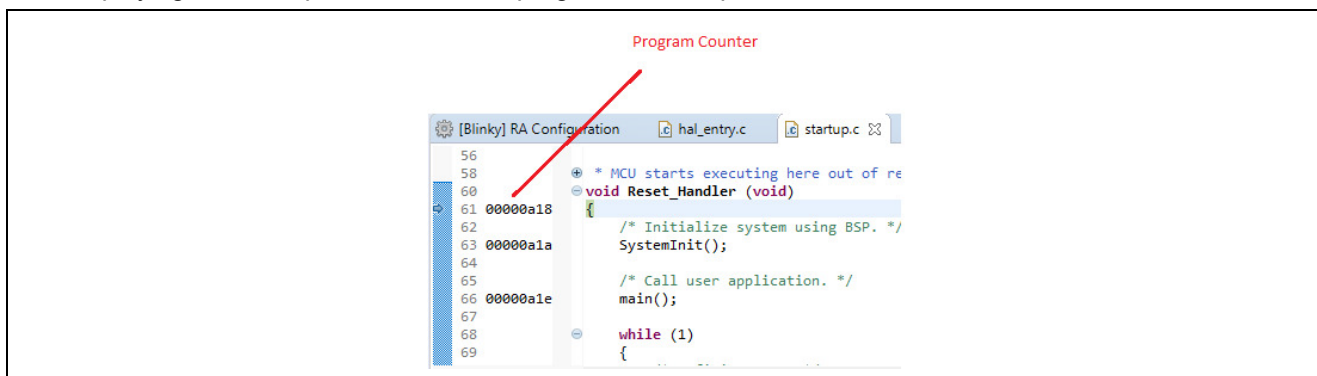 Program Counter
[Blinky] RA Configuration hal_entry.c startup.c
56
58 * MCU starts executing here out of re
60 void Reset_Handler (void)
61 00000a18 {
62 /* Initialize system using BSP. */
63 00000a1a SystemInit();
64
65 /* Call user application. */
66 00000a1e main();
67
68 while (1)
69 {